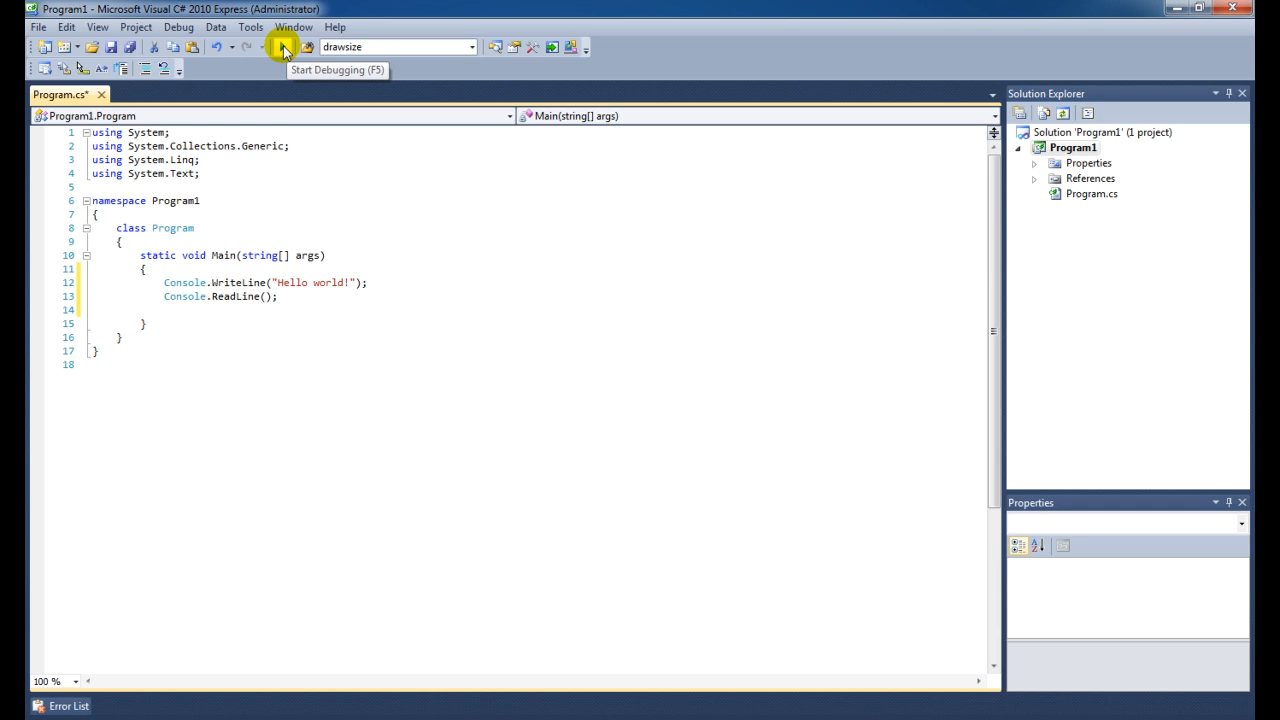 Program1 - Microsoft Visual C# 2010 Express (Administrator)
File Edit View Project Debug Data Tools Window Help
drawsize
Start Debugging (F5)
Program.cs*
Program1.Program
Main(string[] args)
1 using System;
2 using System.Collections.Generic;
3 using System.Linq;
4 using System.Text;
5
6 namespace Program1
7 {
8 class Program
9 {
10 static void Main(string[] args)
11 {
12 Console.WriteLine("Hello world!");
13 Console.ReadLine();
14
15 }
16 }
17 }
18
100 %
Error List
Solution Explorer
Solution 'Program1' (1 project)
Program1
Properties
References
Program.cs
Properties